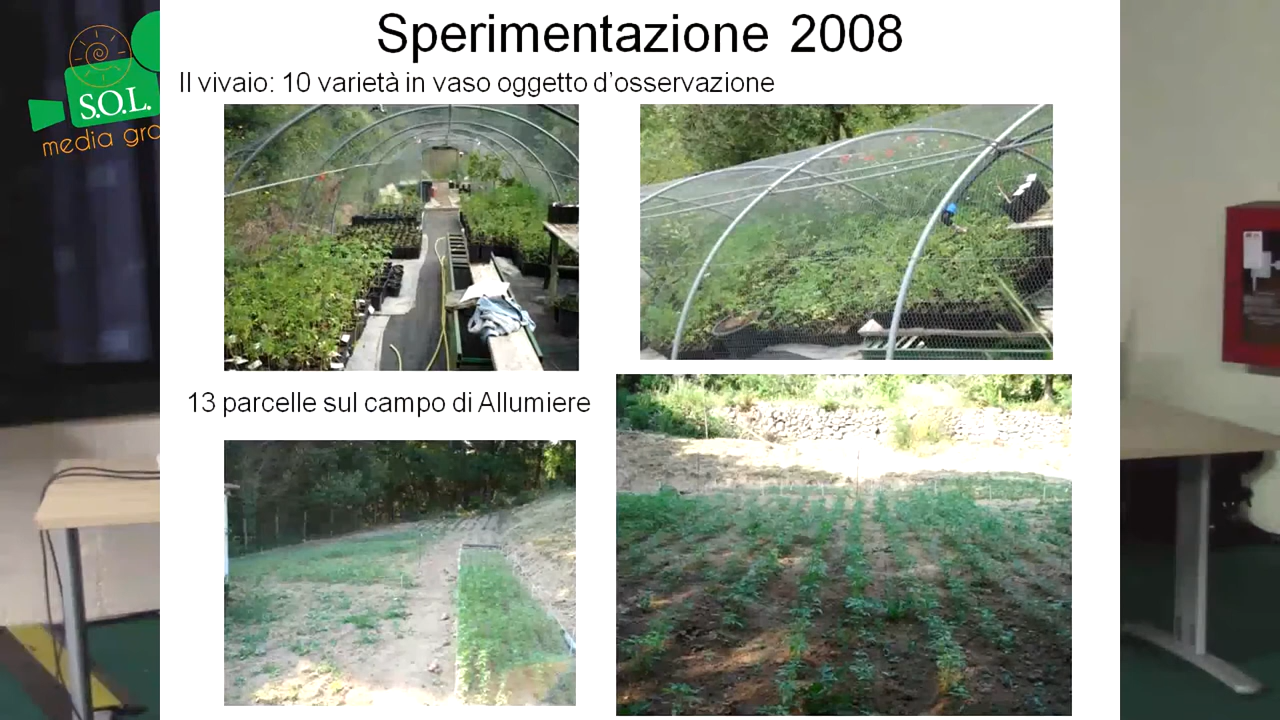 Sperimentazione 2008
Il vivaio: 10 varietà in vaso oggetto d'osservazione
S.O.L.
media gro
13 parcelle sul campo di Allumiere